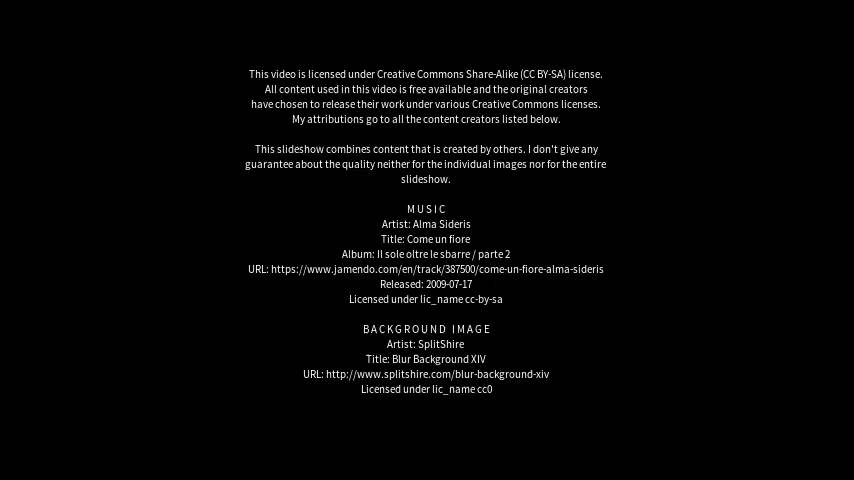 This video is licensed under Creative Commons Share-Alike (CC BY-SA) license.
All content used in this video is free available and the original creators
have chosen to release their work under various Creative Commons licenses.
My attributions go to all the content creators listed below.
This slideshow combines content that is created by others. I don't give any
guarantee about the quality neither for the individual images nor for the entire
slideshow.
MUSIC
Artist: Alma Sideris
Title: Come un fiore
Album: Il sole oltre le sbarre / parte 2
URL: https://www.jamendo.com/en/track/387500/come-un-fiore-alma-sideris
Released: 2009-07-17
Licensed under lic_name cc-by-sa
BACKGROUND IMAGE
Artist: SplitShire
Title: Blur Background XIV
URL: http://www.splitshire.com/blur-background-xiv
Licensed under lic_name cc0